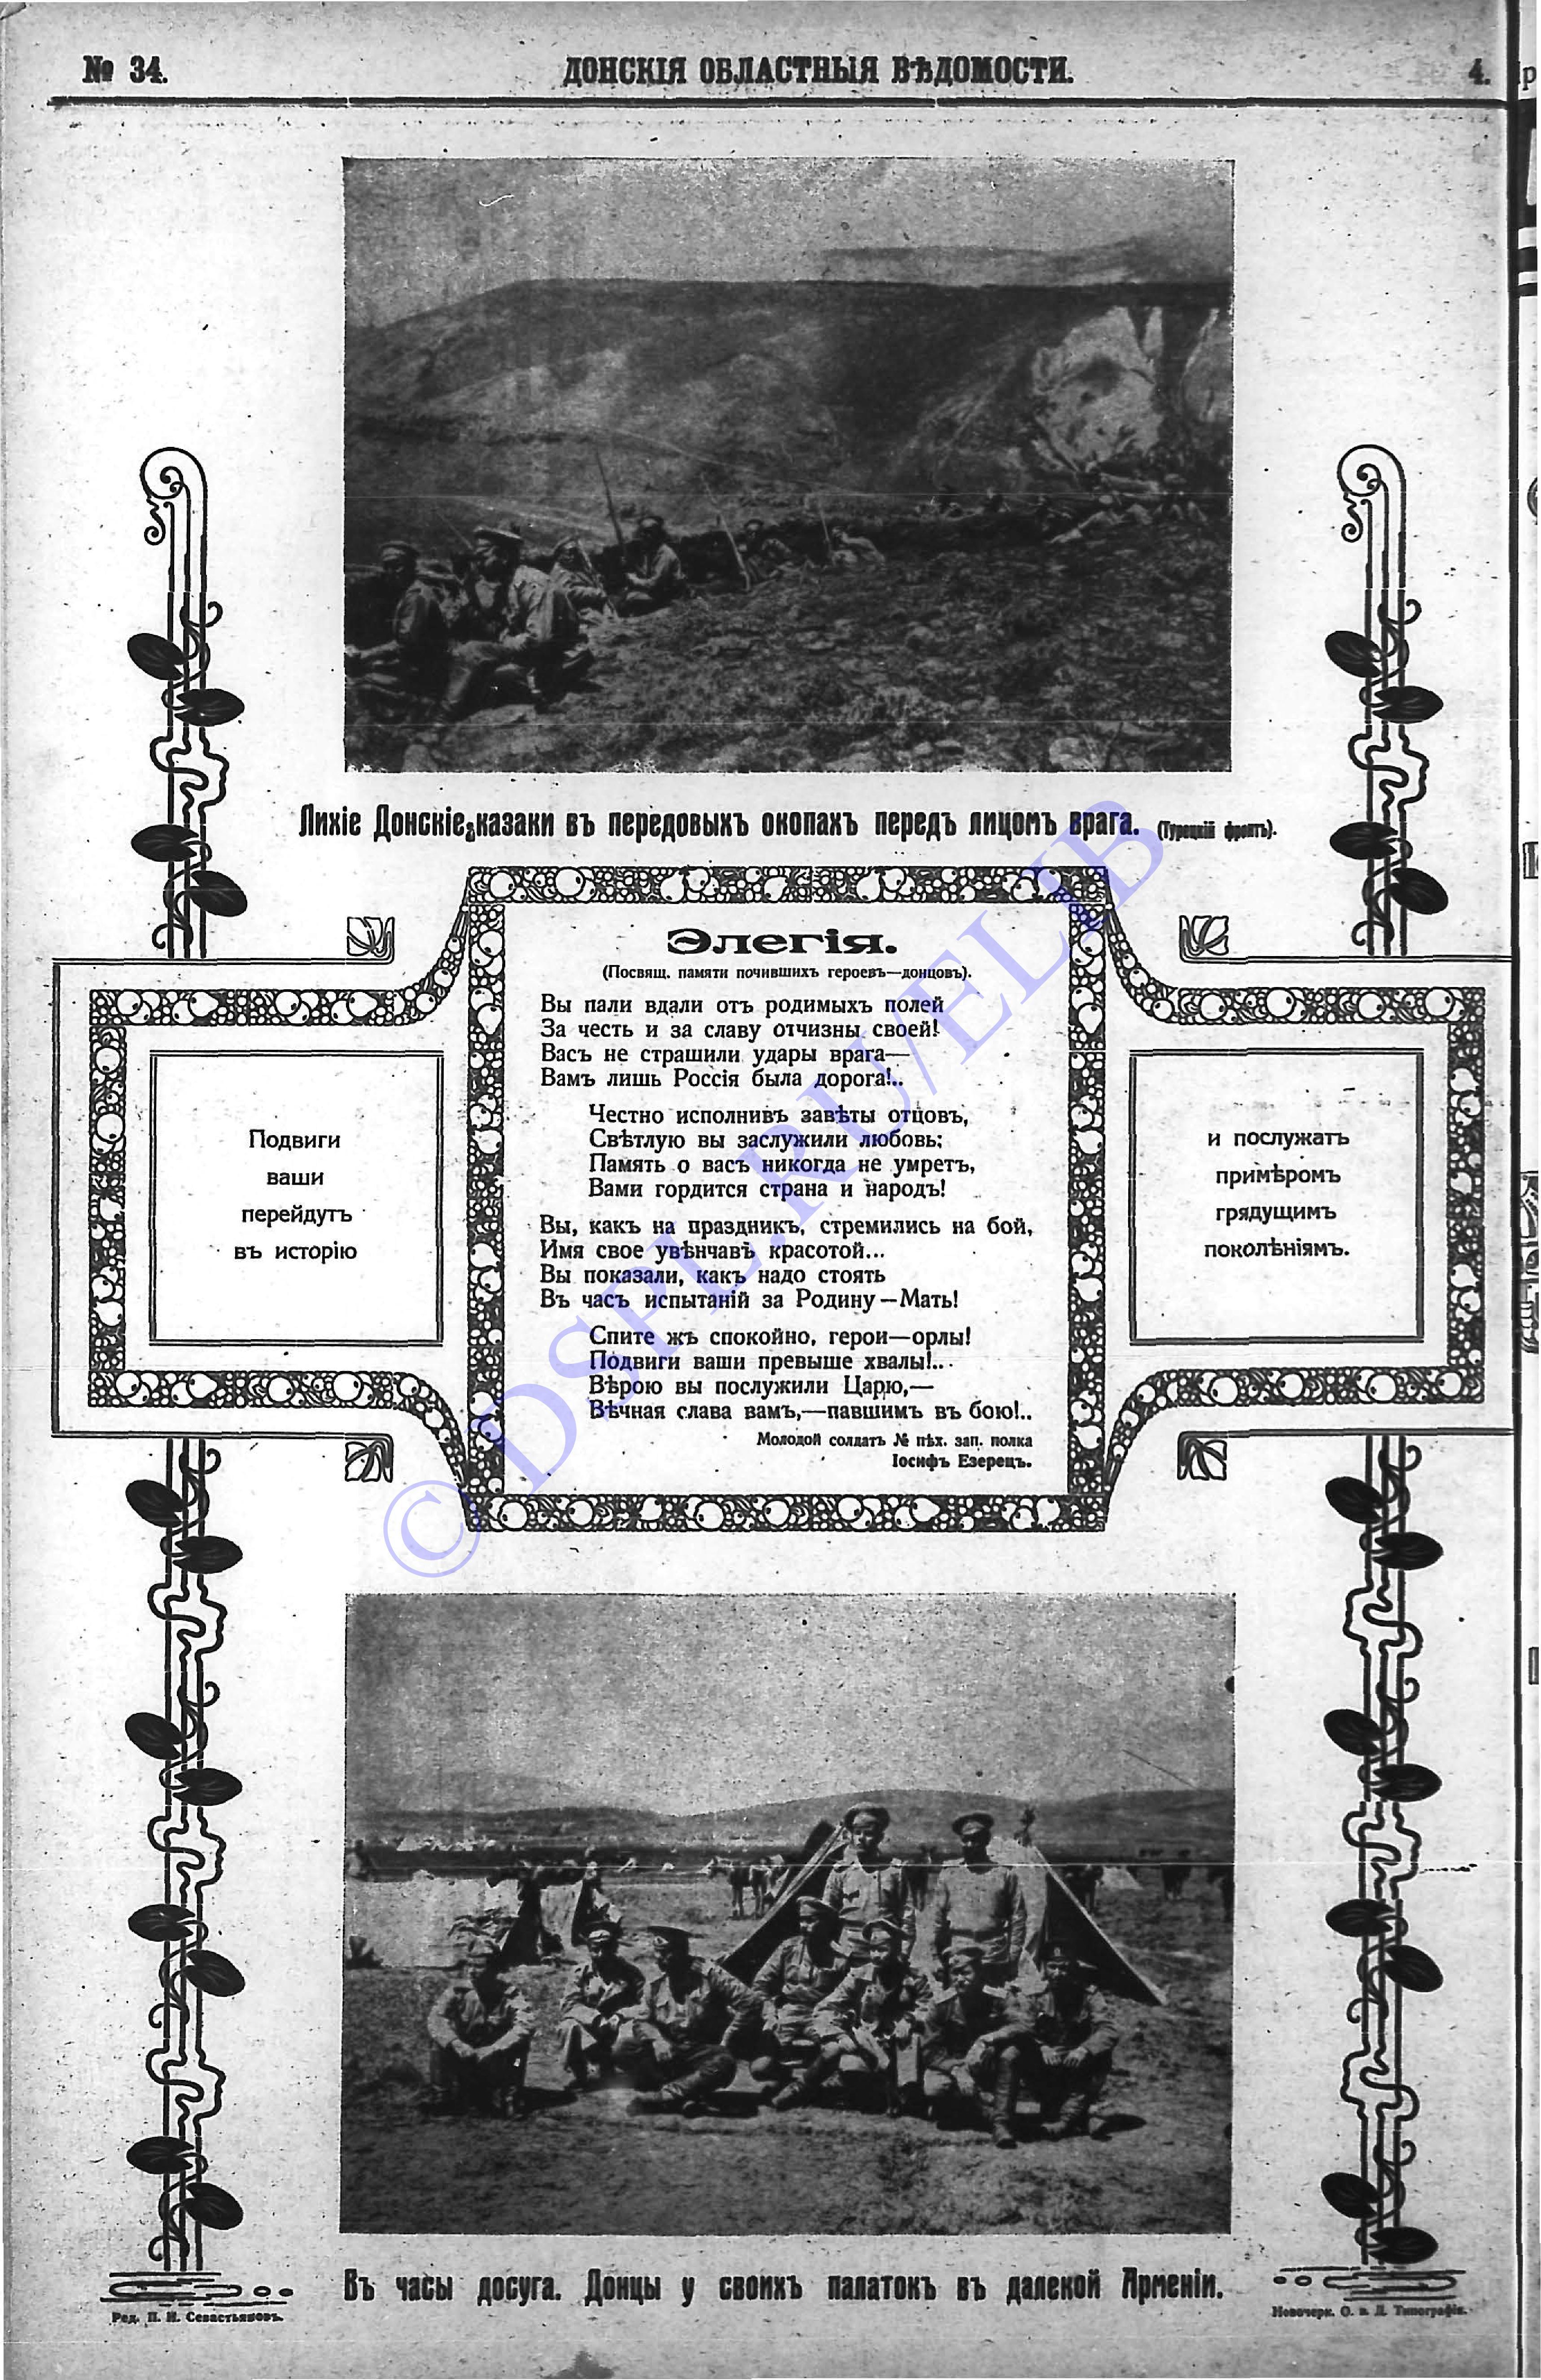 № 34.
ДОНСКІЯ ОБЛАСТНЫЯ ВѢДОМОСТИ.
4.
Лихіе Донскіе казаки въ передовыхъ окопахъ передъ лицомъ врага. (Турецкій фронтъ).
Элегія.
(Посвящ. памяти почившихъ героевъ—донцовъ).
Вы пали вдали отъ родимыхъ полей
За честь и за славу отчизны своей!
Васъ не страшили удары врага—
Вамъ лишь Россія была дорога!..
Честно исполнивъ завѣты отцовъ,
Свѣтлую вы заслужили любовь;
Память о васъ никогда не умретъ,
Вами гордится страна и народъ!
Вы, какъ на праздникъ, стремились на бой,
Имя свое увѣнчавъ красотой...
Вы показали, какъ надо стоять
Въ часъ испытаній за Родину—Мать!
Спите жъ спокойно, герои—орлы!
Подвиги ваши превыше хвалы!..
Вѣрою вы послужили Царю,—
Вѣчная слава вамъ,—павшимъ въ бою!..
Молодой солдатъ № пѣх. зап. полка
Іосифъ Езерецъ.
Подвиги
ваши
перейдутъ
въ исторію
и послужатъ
примѣромъ
грядущимъ
поколѣніямъ.
Въ часы досуга. Донцы у своихъ палатокъ въ далекой Арменіи.
Ред. П. И. Севастьяновъ.
Новочерк. О. в. Д. Типографія.
© DSPL.RU/ELIB